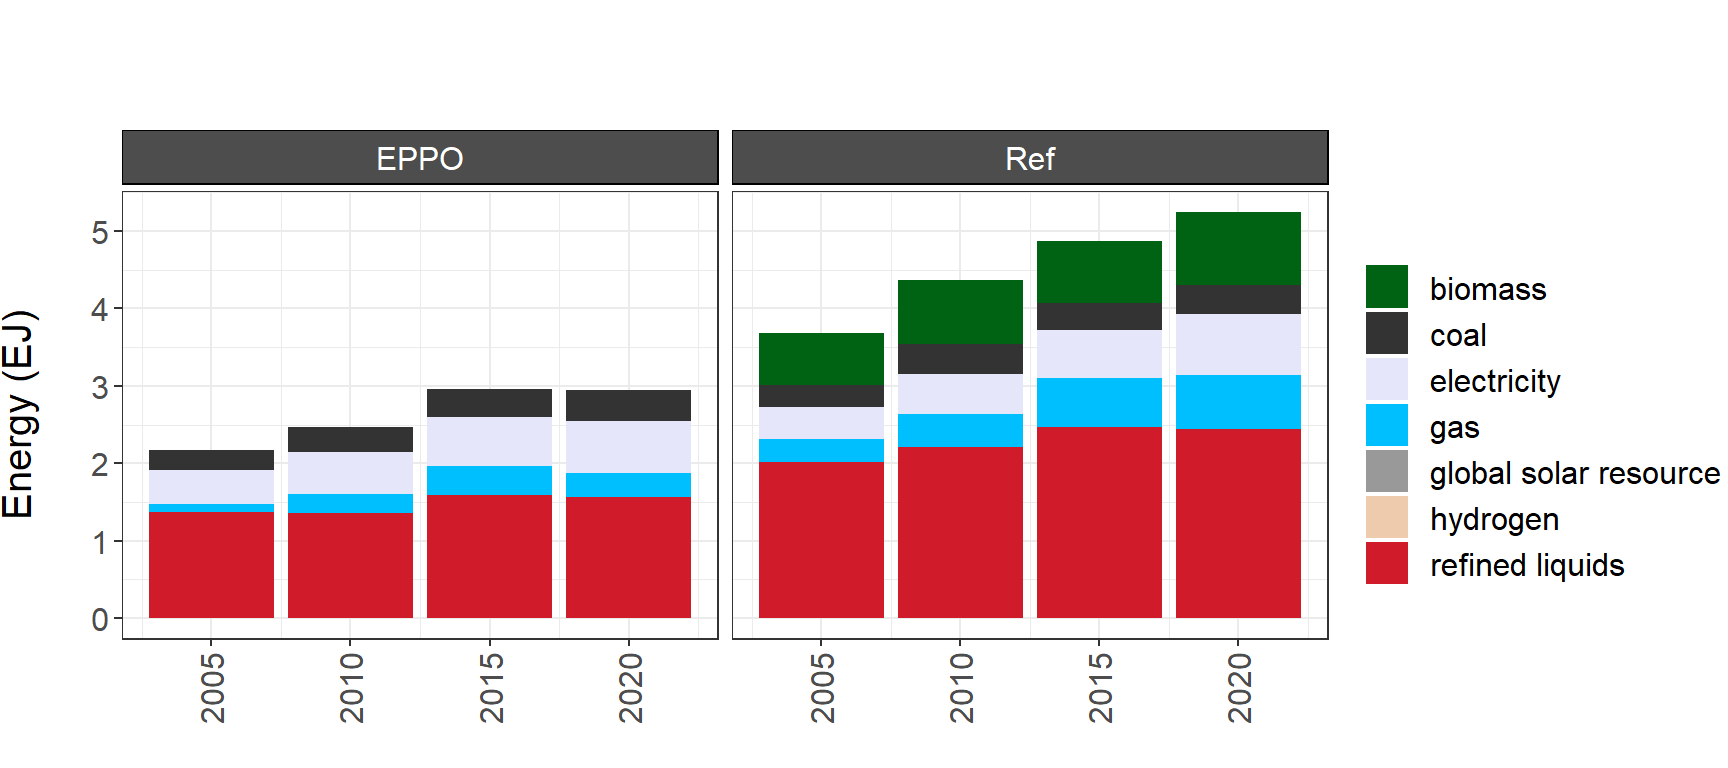 EPPO
Ref
Energy (EJ)
5
4
3
2
1
0
2005
2010
2015
2020
2005
2010
2015
2020
biomass
coal
electricity
gas
global solar resource
hydrogen
refined liquids